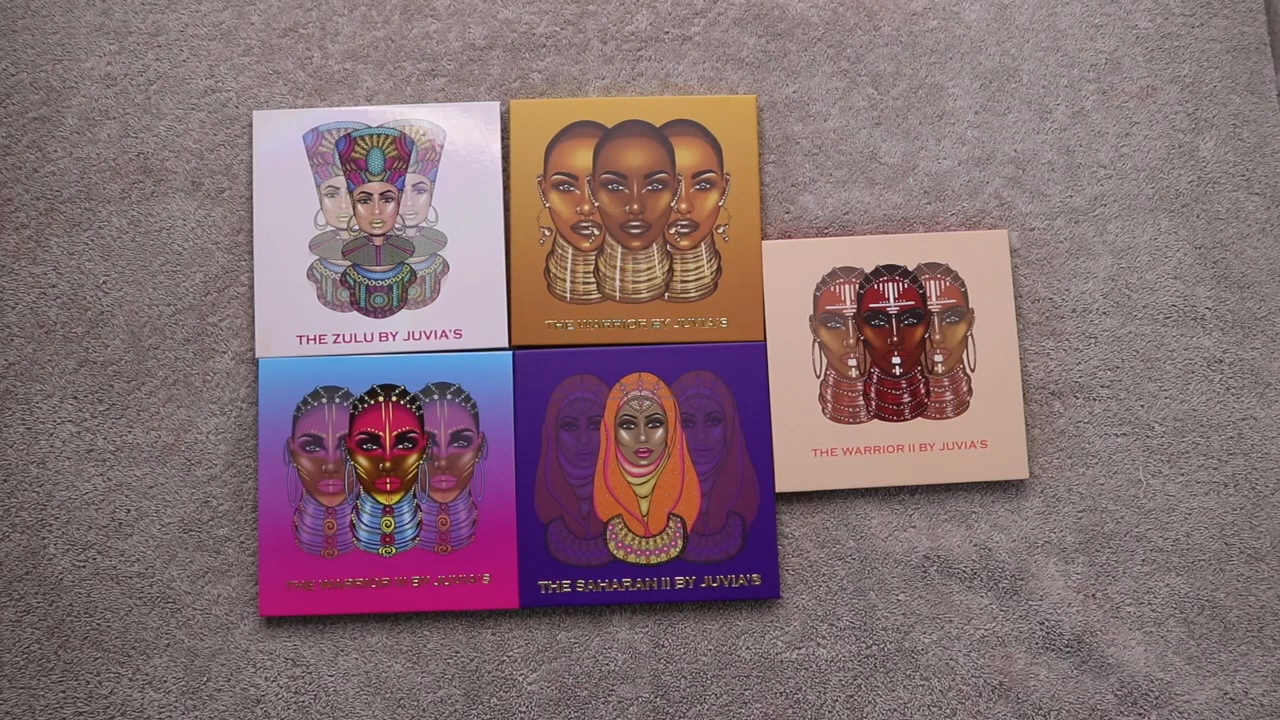 THE ZULU BY JUVIA'S
THE WARRIOR BY JUVIA'S
THE WARRIOR II BY JUVIA'S
THE WARRIOR III BY JUVIA'S
THE SAHARAN II BY JUVIA'S